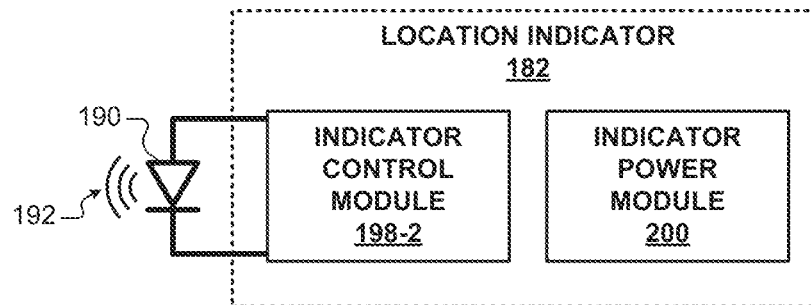 LOCATION INDICATOR
182
190
192
INDICATOR
CONTROL
MODULE
198-2
INDICATOR
POWER
MODULE
200